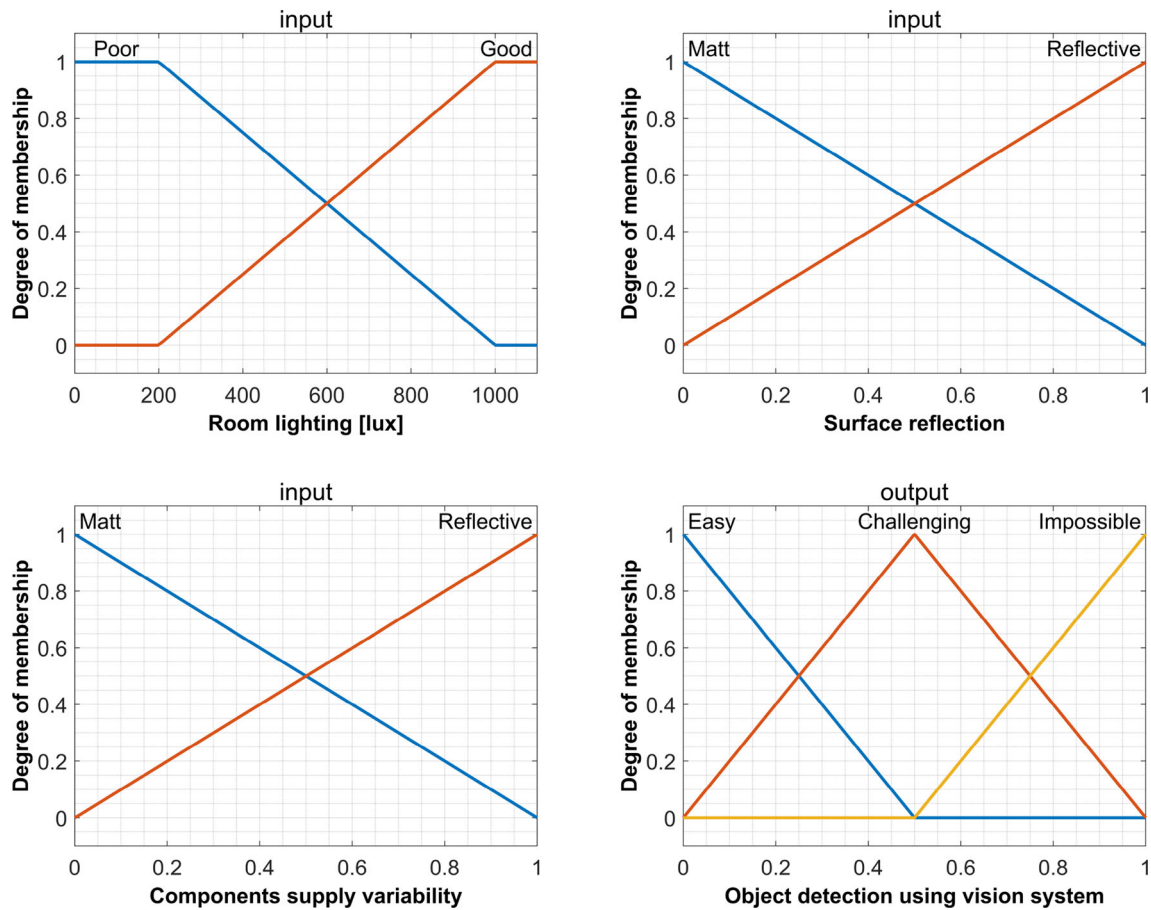 input
Poor Good
1
0.8
0.6
0.4
0.2
0
0 200 400 600 800 1000
Degree of membership
Room lighting [lux]
input
Matt Reflective
1
0.8
0.6
0.4
0.2
0
0 0.2 0.4 0.6 0.8 1
Degree of membership
Surface reflection
input
Matt Reflective
1
0.8
0.6
0.4
0.2
0
0 0.2 0.4 0.6 0.8 1
Degree of membership
Components supply variability
output
Easy Challenging Impossible
1
0.8
0.6
0.4
0.2
0
0 0.2 0.4 0.6 0.8 1
Degree of membership
Object detection using vision system